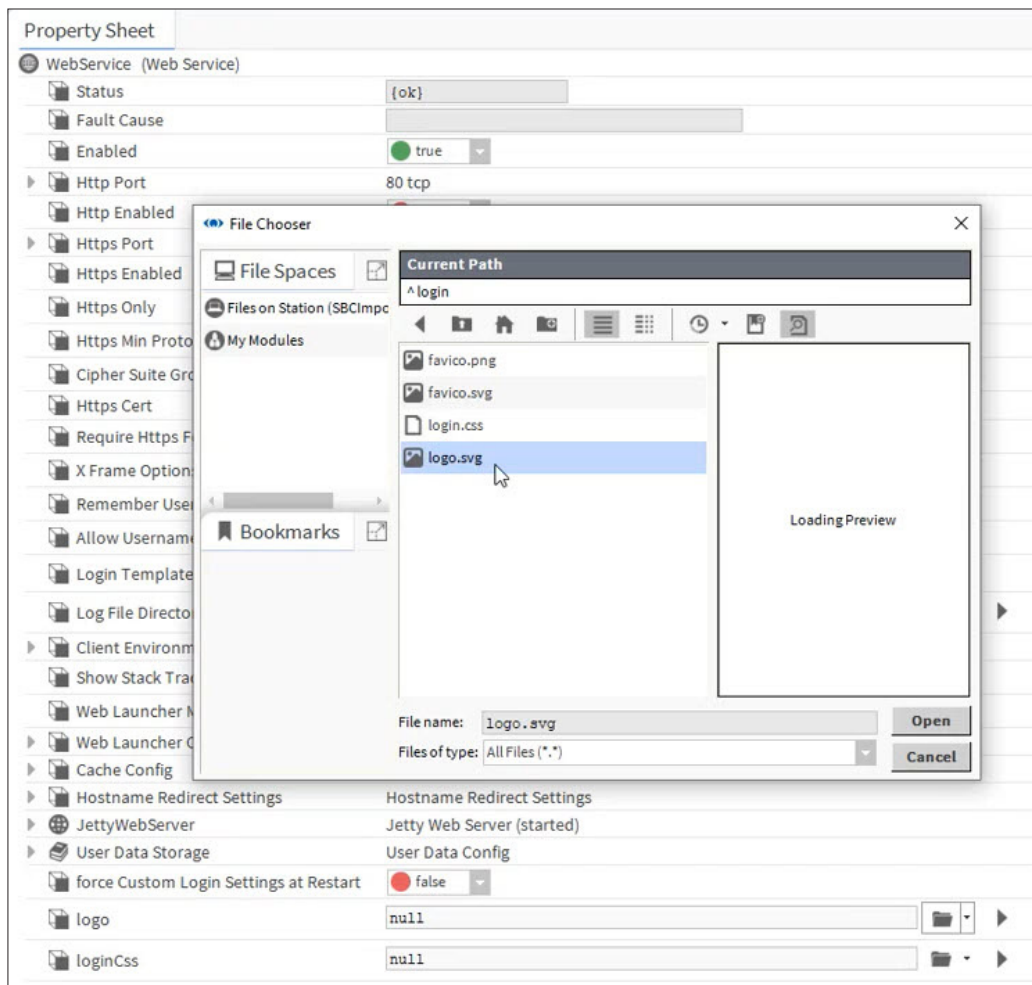 Property Sheet
WebService (Web Service)
Status {ok}
Fault Cause
Enabled true
Http Port 80 tcp
Http Enabled
Https Port
Https Enabled
Https Only
Https Min Proto
Cipher Suite Gro
Https Cert
Require Https F
X Frame Option
Remember User
Allow Usernam
Login Template
Log File Directo
Client Environm
Show Stack Tra
Web Launcher
Web Launcher
Cache Config
File Chooser
File Spaces
Files on Station (SBCImpo
My Modules
Bookmarks
Current Path
^login
favico.png
favico.svg
login.css
logo.svg
Loading Preview
File name: logo.svg Open
Files of type: All Files (*.*) Cancel
Hostname Redirect Settings Hostname Redirect Settings
JettyWebServer Jetty Web Server (started)
User Data Storage User Data Config
force Custom Login Settings at Restart false
logo null
loginCss null